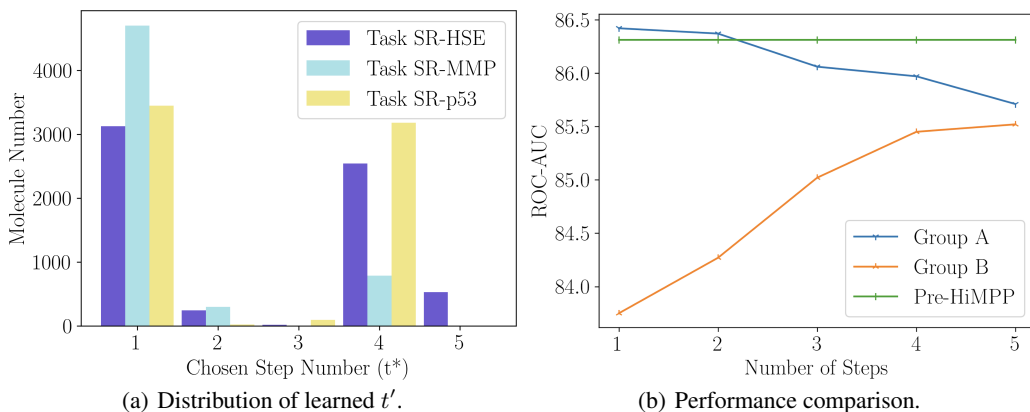 4000
3000
2000
1000
0
Molecule Number
Task SR-HSE
Task SR-MMP
Task SR-p53
1 2 3 4 5
Chosen Step Number (t*)
(a) Distribution of learned t′.
86.5
86.0
85.5
85.0
84.5
84.0
ROC-AUC
Group A
Group B
Pre-HiMPP
1 2 3 4 5
Number of Steps
(b) Performance comparison.